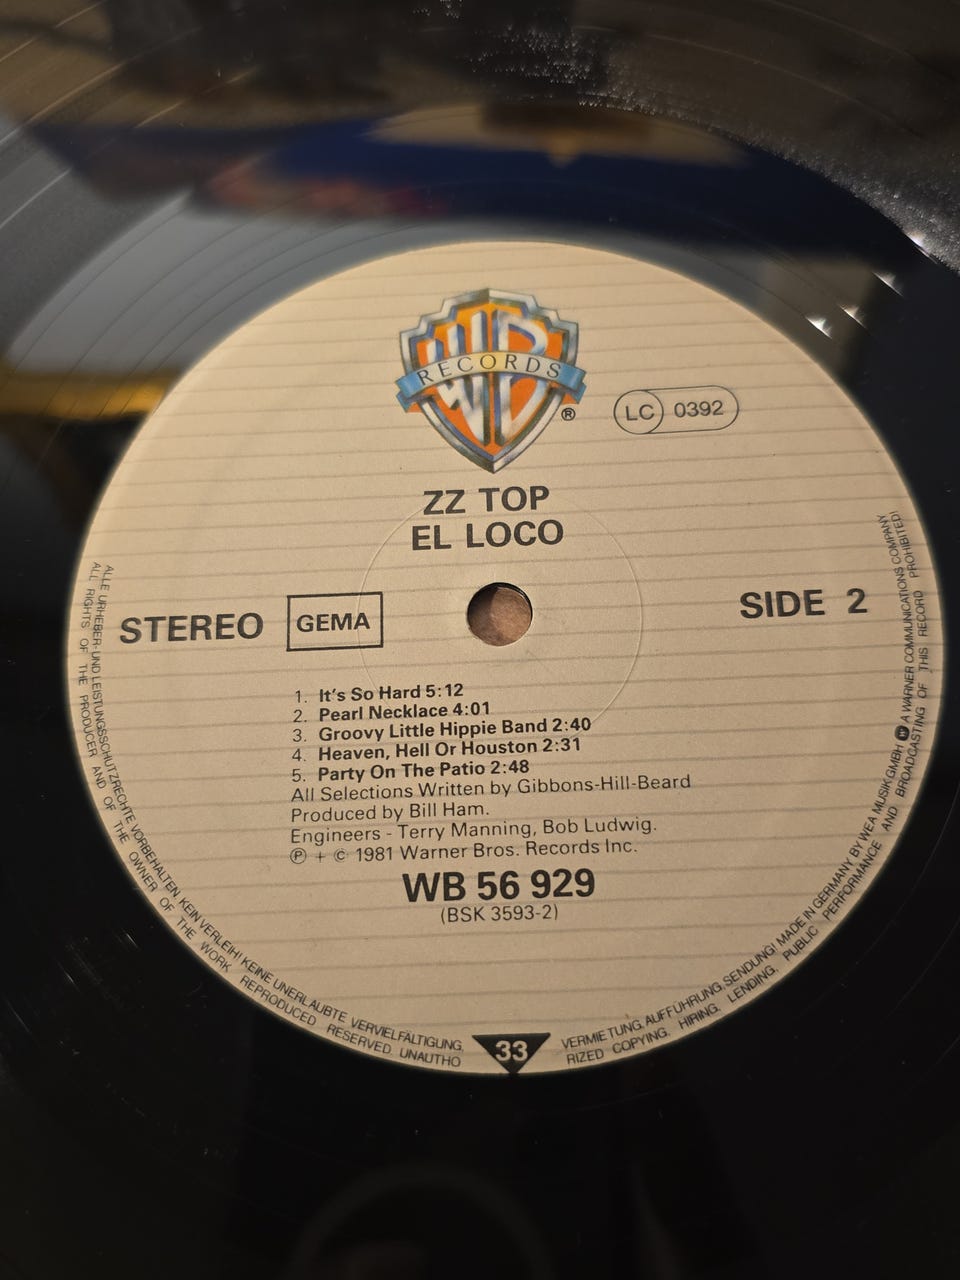 WB
RECORDS
®
LC 0392
ZZ TOP
EL LOCO
STEREO GEMA
SIDE 2
1. It's So Hard 5:12
2. Pearl Necklace 4:01
3. Groovy Little Hippie Band 2:40
4. Heaven, Hell Or Houston 2:31
5. Party On The Patio 2:48
All Selections Written by Gibbons-Hill-Beard
Produced by Bill Ham.
Engineers - Terry Manning, Bob Ludwig.
Ⓟ + © 1981 Warner Bros. Records Inc.
WB 56 929
(BSK 3593-2)
33
ALLE URHEBER-UND LEISTUNGSSCHUTZRECHTE VORBEHALTEN. KEIN VERLEIH! KEINE UNERLAUBTE VERVIELFÄLTIGUNG, VERMIETUNG, AUFFÜHRUNG, SENDUNG! MADE IN GERMANY BY WEA MUSIK GMBH W A WARNER COMMUNICATIONS COMPANY
ALL RIGHTS OF THE PRODUCER AND OF THE OWNER OF THE WORK REPRODUCED RESERVED. UNAUTHORIZED COPYING, HIRING, LENDING, PUBLIC PERFORMANCE AND BROADCASTING OF THIS RECORD PROHIBITED!